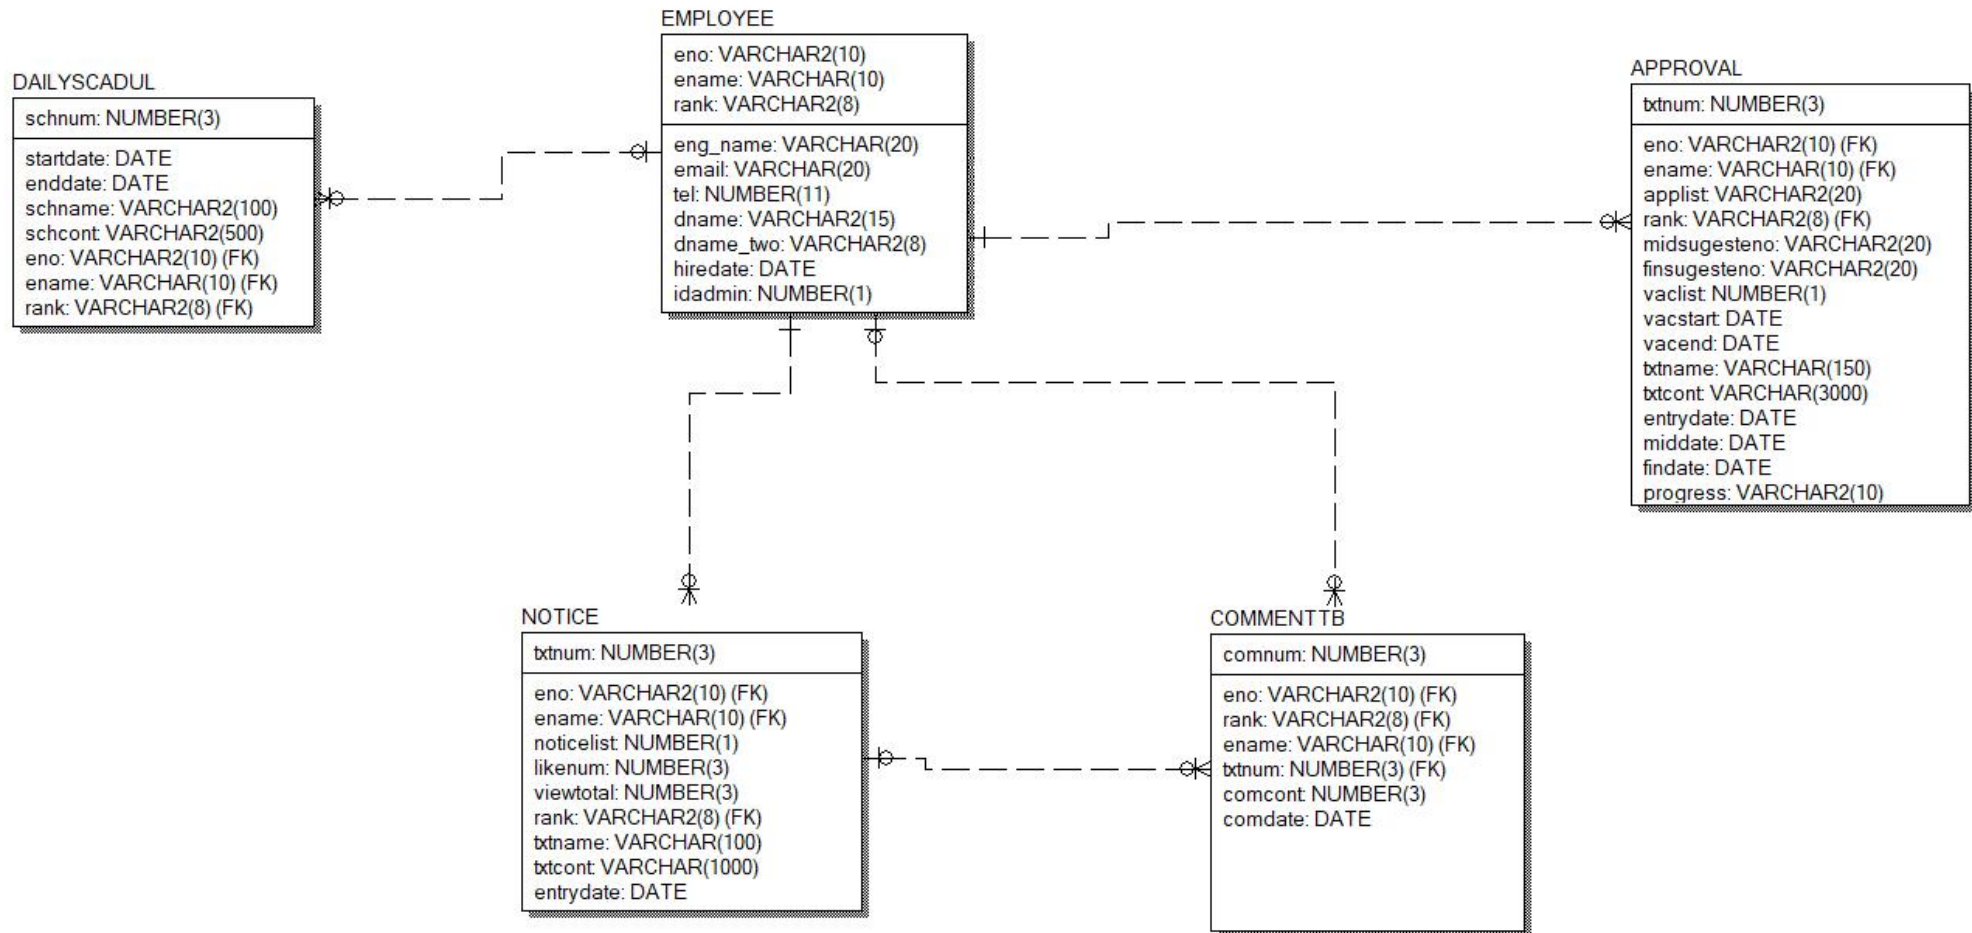 EMPLOYEE
eno: VARCHAR2(10)
ename: VARCHAR(10)
rank: VARCHAR2(8)
eng_name: VARCHAR(20)
email: VARCHAR(20)
tel: NUMBER(11)
dname: VARCHAR2(15)
dname_two: VARCHAR2(8)
hiredate: DATE
idadmin: NUMBER(1)
DAILYSCADUL
schnum: NUMBER(3)
startdate: DATE
enddate: DATE
schname: VARCHAR2(100)
schcont: VARCHAR2(500)
eno: VARCHAR2(10) (FK)
ename: VARCHAR(10) (FK)
rank: VARCHAR2(8) (FK)
APPROVAL
txtnum: NUMBER(3)
eno: VARCHAR2(10) (FK)
ename: VARCHAR(10) (FK)
applist: VARCHAR2(20)
rank: VARCHAR2(8) (FK)
midsugesteno: VARCHAR2(20)
finsugesteno: VARCHAR2(20)
vaclist: NUMBER(1)
vacstart: DATE
vacend: DATE
txtname: VARCHAR(150)
txtcont: VARCHAR(3000)
entrydate: DATE
middate: DATE
findate: DATE
progress: VARCHAR2(10)
NOTICE
txtnum: NUMBER(3)
eno: VARCHAR2(10) (FK)
ename: VARCHAR(10) (FK)
noticelist: NUMBER(1)
likenum: NUMBER(3)
viewtotal: NUMBER(3)
rank: VARCHAR2(8) (FK)
txtname: VARCHAR(100)
txtcont: VARCHAR(1000)
entrydate: DATE
COMMENTTB
comnum: NUMBER(3)
eno: VARCHAR2(10) (FK)
rank: VARCHAR2(8) (FK)
ename: VARCHAR(10) (FK)
txtnum: NUMBER(3) (FK)
comcont: NUMBER(3)
comdate: DATE